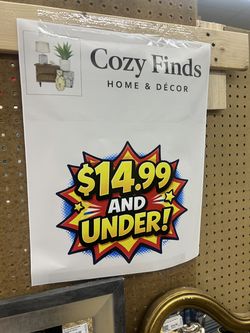 Cozy Finds
HOME & DÉCOR
$14.99
AND
UNDER!